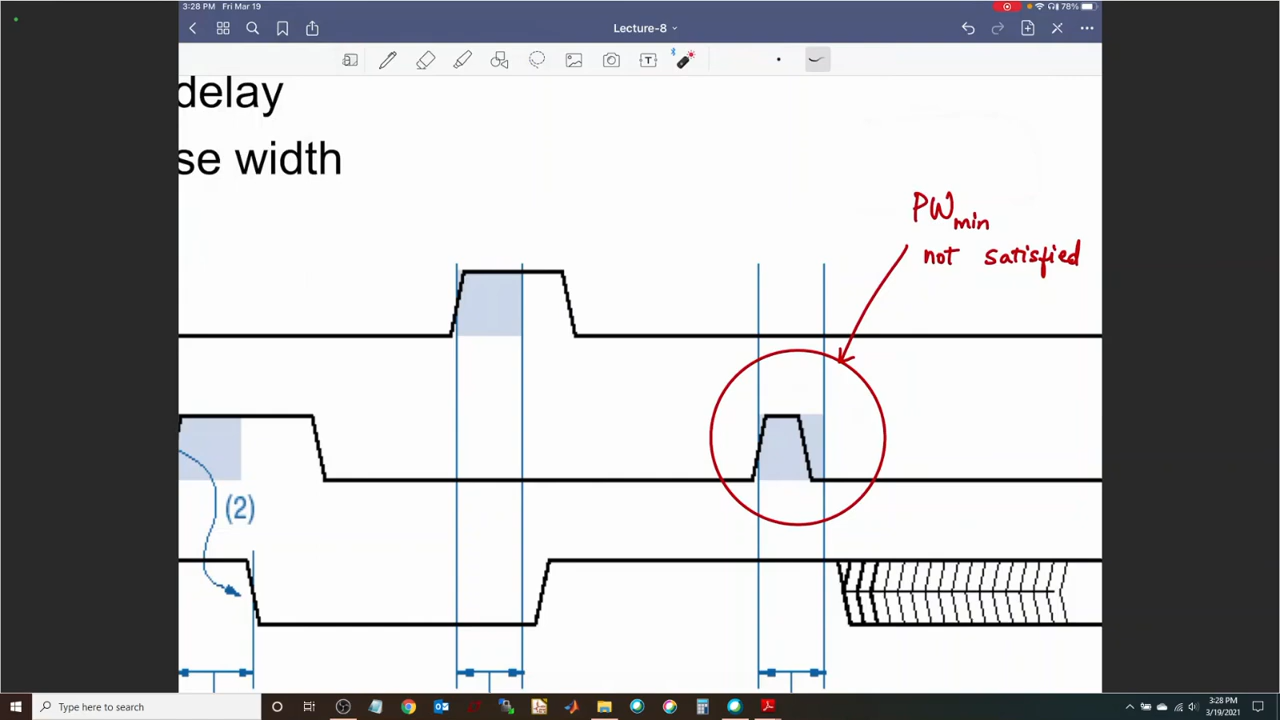 3:28 PM Fri Mar 19
78%
Lecture-8
T
delay
se width
PWmin
not satisfied
(2)
Type here to search
3:28 PM
3/19/2021